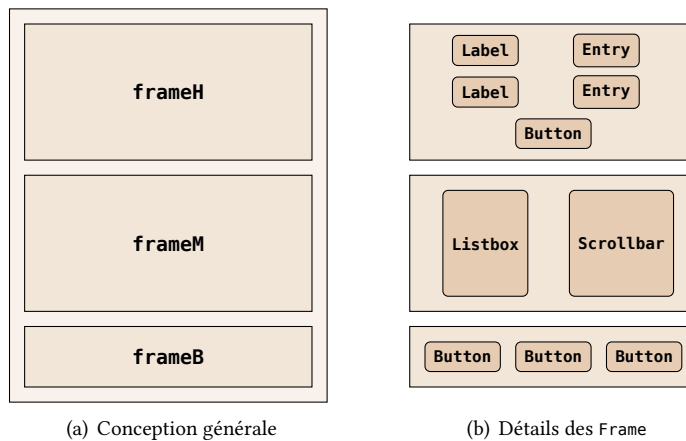 frameH
frameM
frameB
(a) Conception générale
Label Entry
Label Entry
Button
Listbox Scrollbar
Button Button Button
(b) Détails des Frame